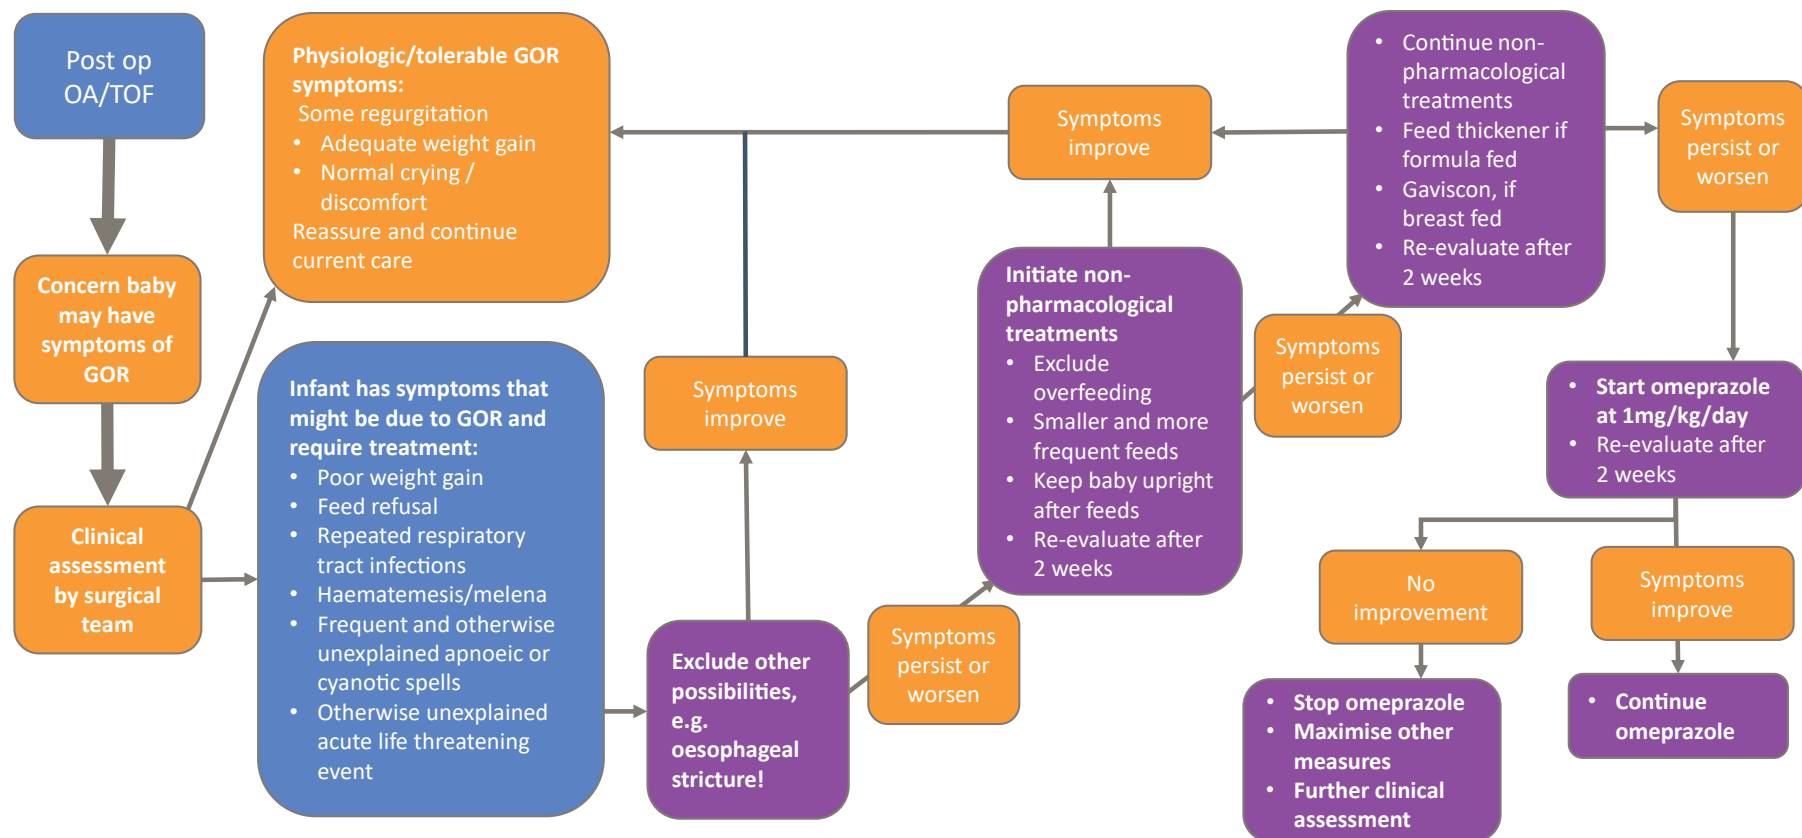 Post op
OA/TOF
Concern baby
may have
symptoms of
GOR
Clinical
assessment
by surgical
team
Physiologic/tolerable GOR
symptoms:
Some regurgitation
• Adequate weight gain
• Normal crying /
discomfort
Reassure and continue
current care
Infant has symptoms that
might be due to GOR and
require treatment:
• Poor weight gain
• Feed refusal
• Repeated respiratory
tract infections
• Haematemesis/melena
• Frequent and otherwise
unexplained apnoeic or
cyanotic spells
• Otherwise unexplained
acute life threatening
event
Exclude other
possibilities,
e.g.
oesophageal
stricture!
Symptoms
improve
Symptoms
persist or
worsen
Initiate non-
pharmacological
treatments
• Exclude
overfeeding
• Smaller and more
frequent feeds
• Keep baby upright
after feeds
• Re-evaluate after
2 weeks
Symptoms
improve
Symptoms
persist or
worsen
• Continue non-
pharmacological
treatments
• Feed thickener if
formula fed
• Gaviscon, if
breast fed
• Re-evaluate after
2 weeks
Symptoms
persist or
worsen
• Start omeprazole
at 1mg/kg/day
• Re-evaluate after
2 weeks
No
improvement
Symptoms
improve
• Stop omeprazole
• Maximise other
measures
• Further clinical
assessment
• Continue
omeprazole